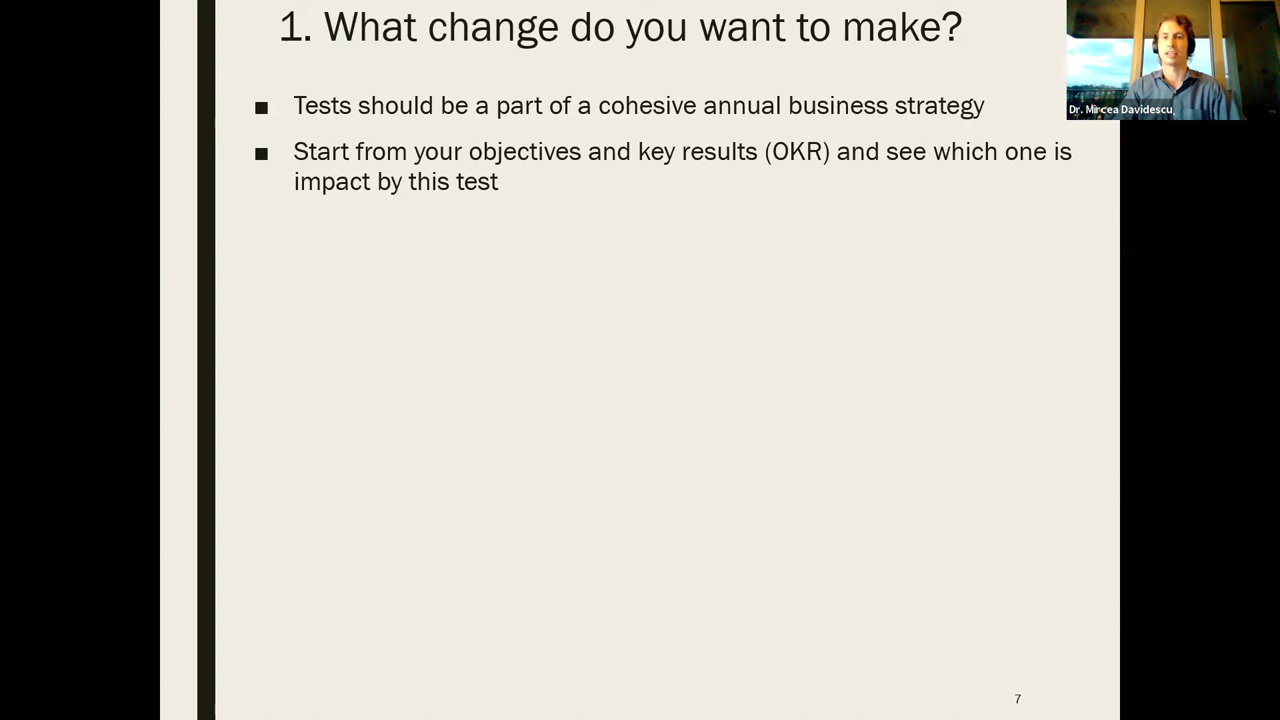 1. What change do you want to make?
■ Tests should be a part of a cohesive annual business strategy
■ Start from your objectives and key results (OKR) and see which one is
impact by this test
Dr. Mircea Davidescu
7